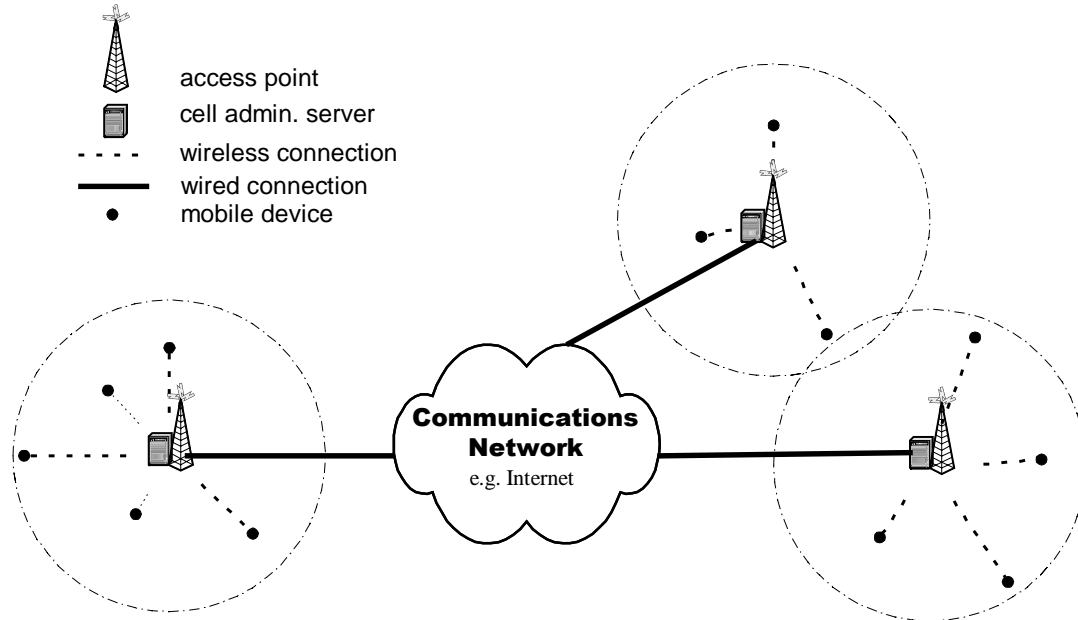 access point
cell admin. server
wireless connection
wired connection
mobile device
Communications
Network
e.g. Internet